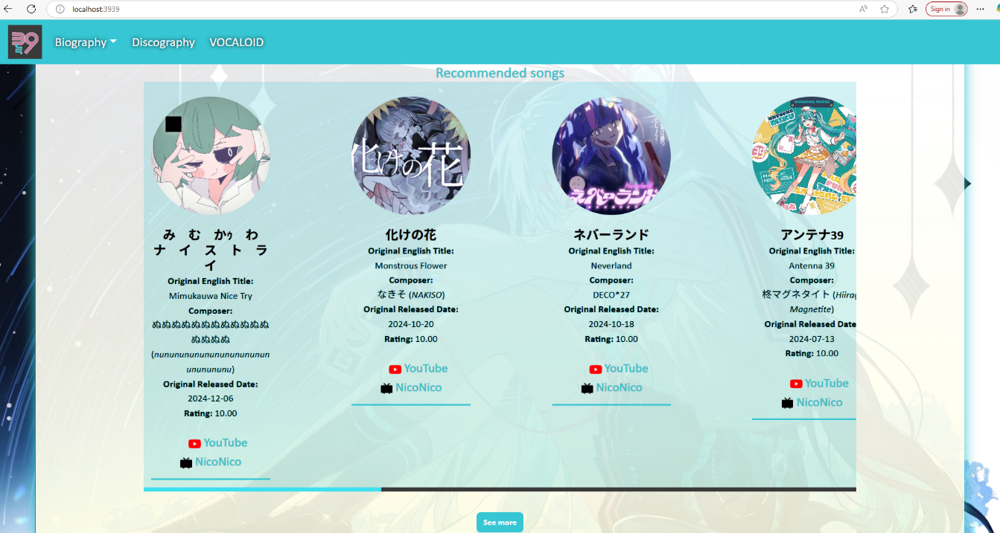 localhost:3939
Sign in
39
Biography
Discography
VOCALOID
Recommended songs
み む かゥ わ
ナ イ ス ト ラ
イ
Original English Title:
Mimukauwa Nice Try
Composer:
ぬぬぬぬぬぬぬぬぬぬぬぬ
ぬぬぬぬ
(nunununununununununununu
nunununu)
Original Released Date:
2024-12-06
Rating: 10.00
YouTube
NicoNico
化けの花
化けの花
Original English Title:
Monstrous Flower
Composer:
なきそ (NAKISO)
Original Released Date:
2024-10-20
Rating: 10.00
YouTube
NicoNico
Neverland
ネバーランド
ネバーランド
Original English Title:
Neverland
Composer:
DECO*27
Original Released Date:
2024-10-18
Rating: 10.00
YouTube
NicoNico
39
アンテナ39
Original English Title:
Antenna 39
Composer:
柊マグネタイト (Hiirag
Magnetite)
Original Released Date
2024-07-13
Rating: 10.00
YouTube
NicoNico
See more